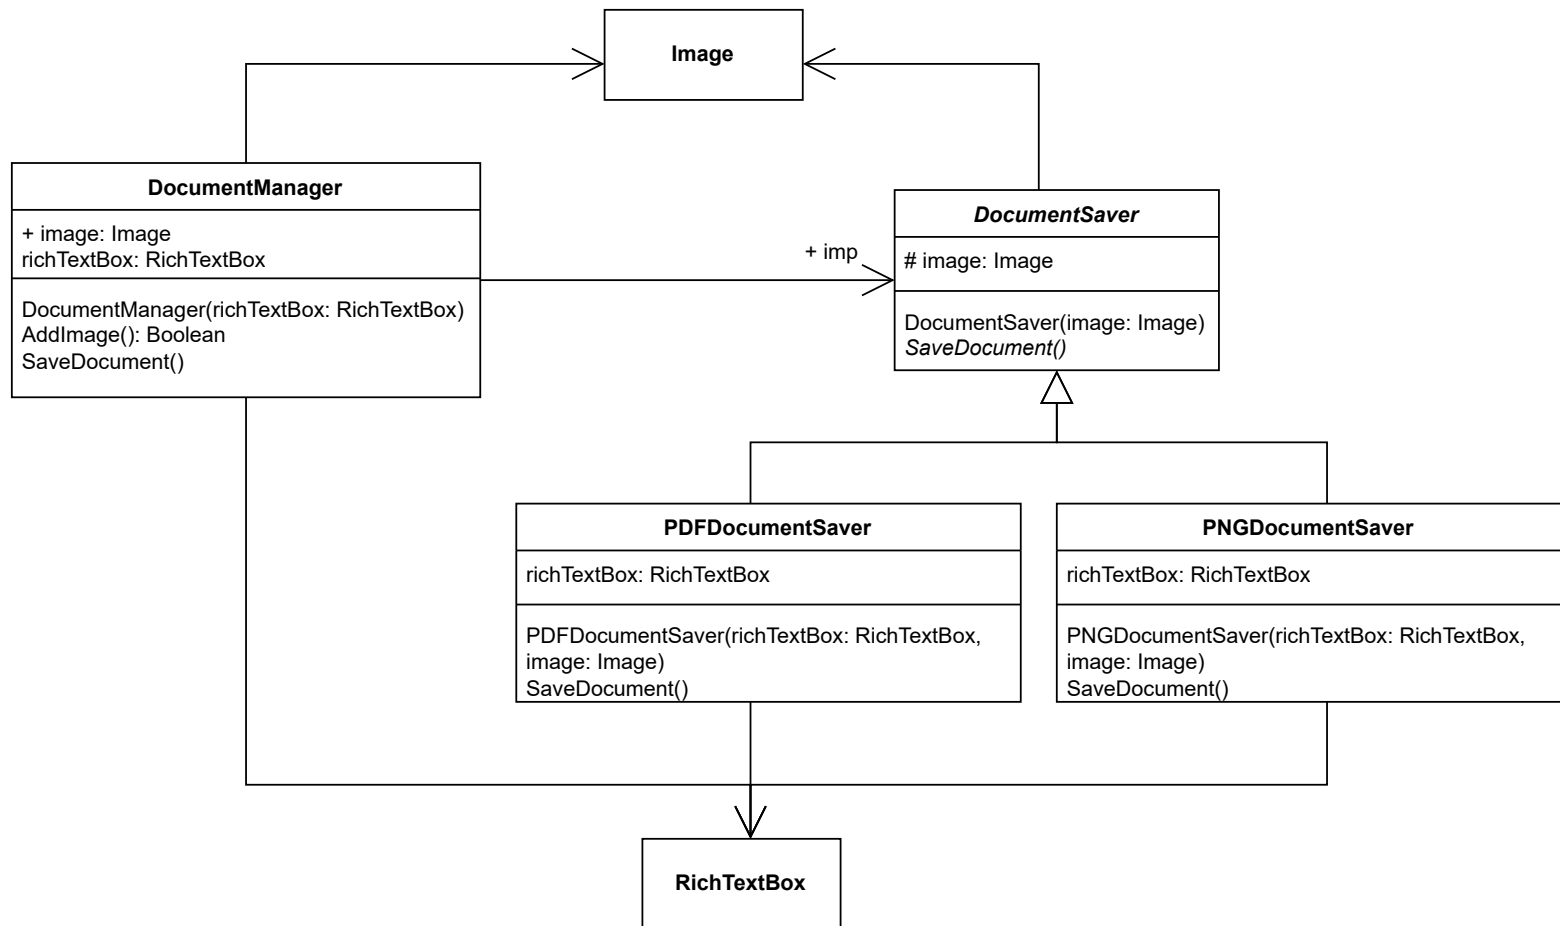 Image
DocumentManager
+ image: Image
richTextBox: RichTextBox
DocumentManager(richTextBox: RichTextBox)
AddImage(): Boolean
SaveDocument()
+ imp
DocumentSaver
# image: Image
DocumentSaver(image: Image)
SaveDocument()
PDFDocumentSaver
richTextBox: RichTextBox
PDFDocumentSaver(richTextBox: RichTextBox,
image: Image)
SaveDocument()
PNGDocumentSaver
richTextBox: RichTextBox
PNGDocumentSaver(richTextBox: RichTextBox,
image: Image)
SaveDocument()
RichTextBox